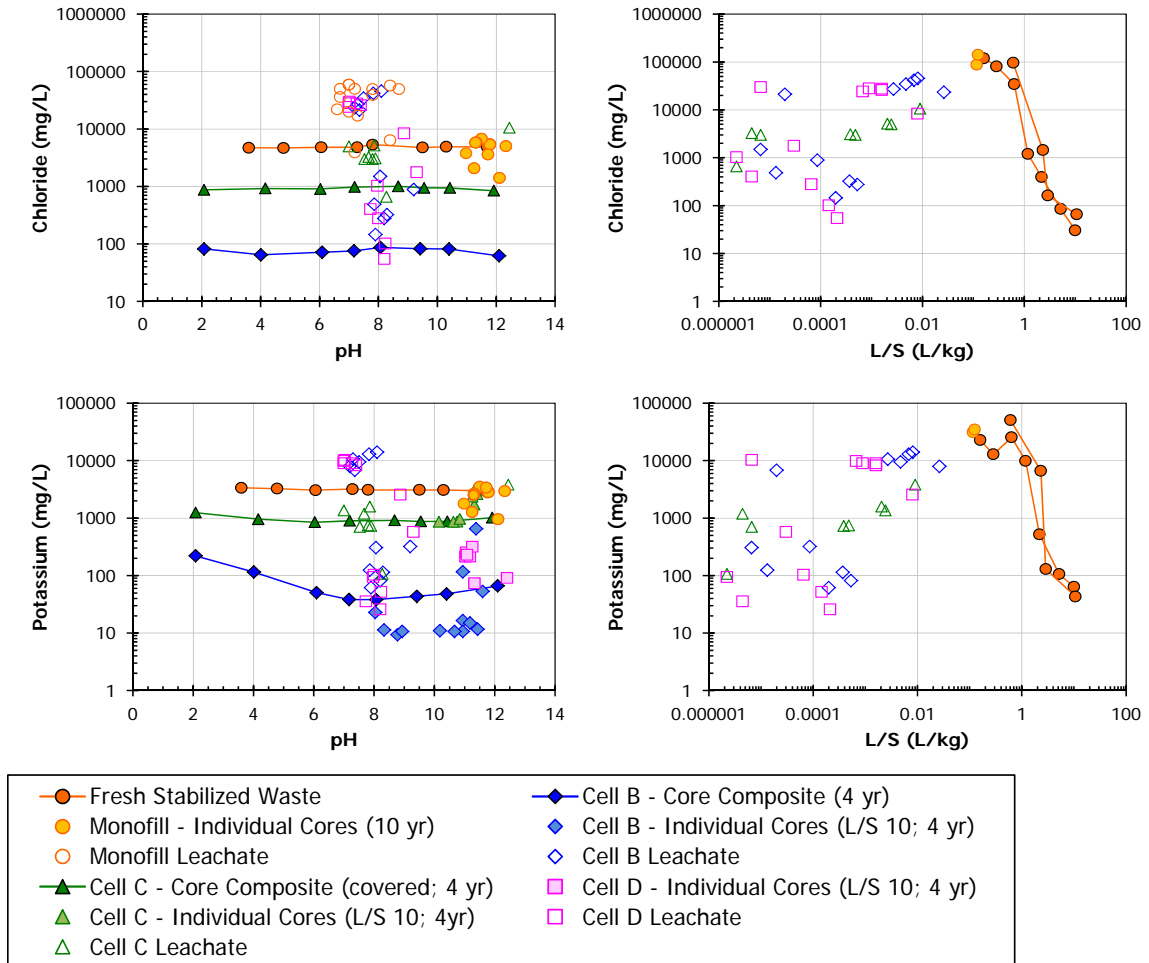 1000000
100000
10000
1000
100
10
Chloride (mg/L)
0 2 4 6 8 10 12 14
pH
1000000
100000
10000
1000
100
10
1
Chloride (mg/L)
0.000001 0.0001 0.01 1 100
L/S (L/kg)
100000
10000
1000
100
10
1
Potassium (mg/L)
0 2 4 6 8 10 12 14
pH
100000
10000
1000
100
10
1
Potassium (mg/L)
0.000001 0.0001 0.01 1 100
L/S (L/kg)
Fresh Stabilized Waste
Monofill - Individual Cores (10 yr)
Monofill Leachate
Cell C - Core Composite (covered; 4 yr)
Cell C - Individual Cores (L/S 10; 4yr)
Cell C Leachate
Cell B - Core Composite (4 yr)
Cell B - Individual Cores (L/S 10; 4 yr)
Cell B Leachate
Cell D - Individual Cores (L/S 10; 4 yr)
Cell D Leachate